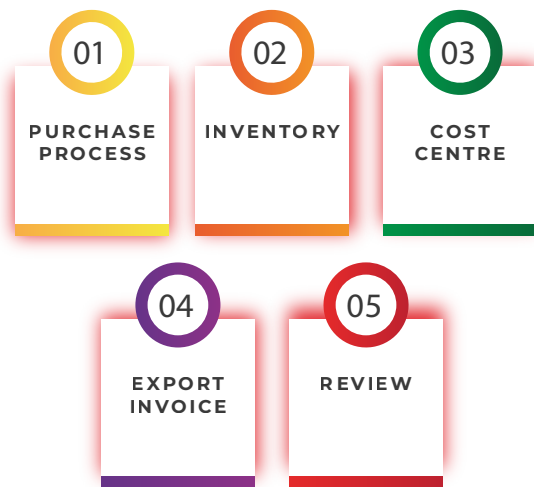 01
PURCHASE
PROCESS
02
INVENTORY
03
COST
CENTRE
04
EXPORT
INVOICE
05
REVIEW